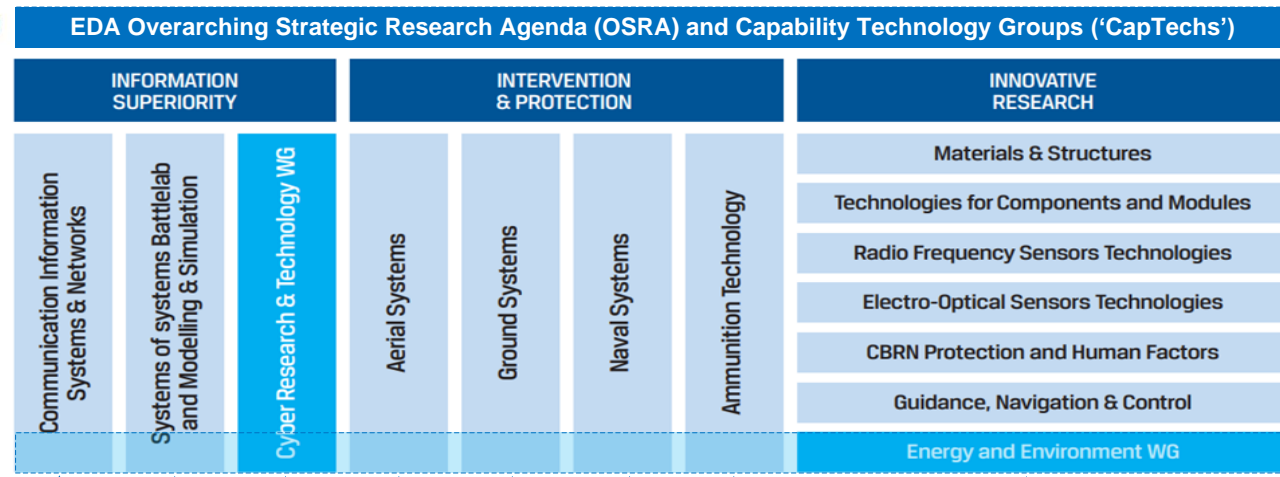 EDA Overarching Strategic Research Agenda (OSRA) and Capability Technology Groups (‘CapTechs’)
INFORMATION
SUPERIORITY
INTERVENTION
& PROTECTION
INNOVATIVE
RESEARCH
Communication Information
Systems & Networks
Systems of systems Battlelab
and Modelling & Simulation
Cyber Research & Technology WG
Aerial Systems
Ground Systems
Naval Systems
Ammunition Technology
Materials & Structures
Technologies for Components and Modules
Radio Frequency Sensors Technologies
Electro-Optical Sensors Technologies
CBRN Protection and Human Factors
Guidance, Navigation & Control
Energy and Environment WG